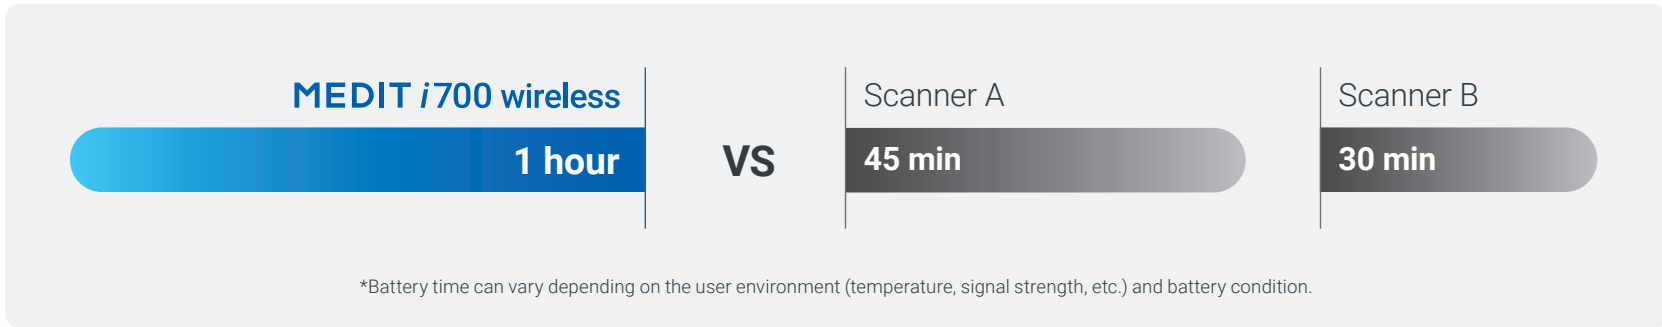 MEDIT i700 wireless
1 hour
VS
Scanner A
45 min
Scanner B
30 min
*Battery time can vary depending on the user environment (temperature, signal strength, etc.) and battery condition.